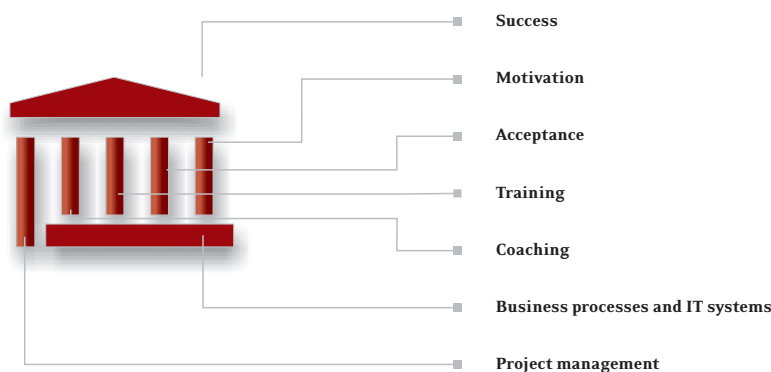 Success
Motivation
Acceptance
Training
Coaching
Business processes and IT systems
Project management